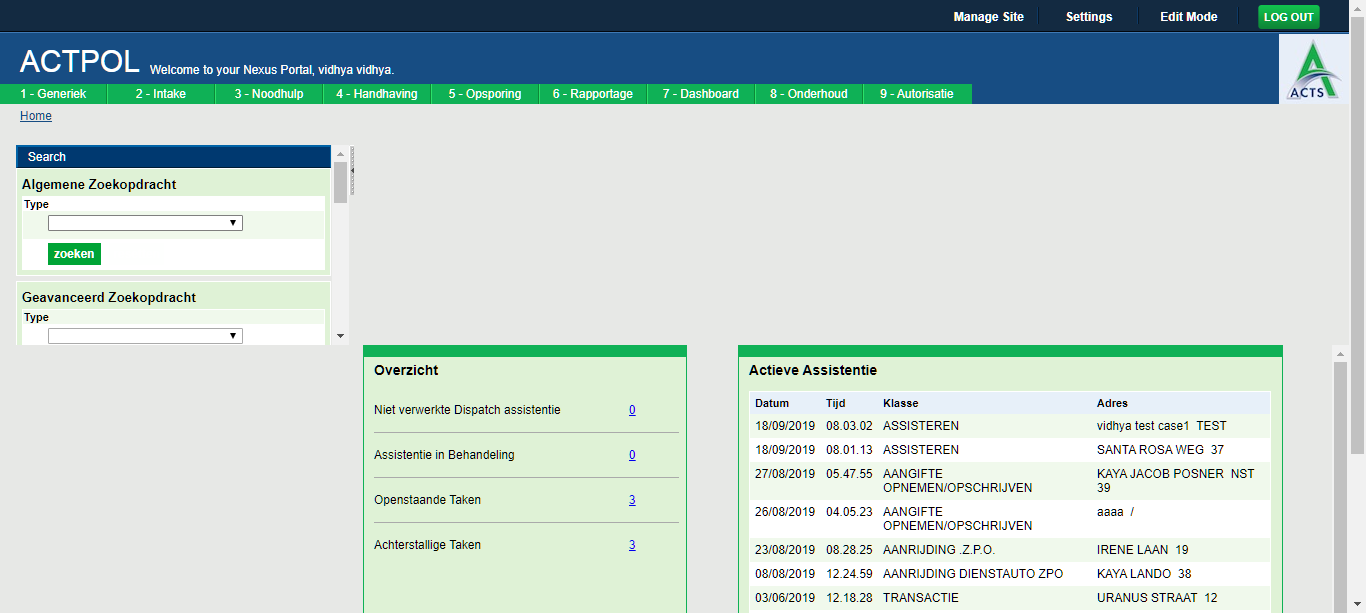 Manage Site Settings Edit Mode LOG OUT
ACTPOL Welcome to your Nexus Portal, vidhya vidhya.
ACTS
1 - Generiek 2 - Intake 3 - Noodhulp 4 - Handhaving 5 - Opsporing 6 - Rapportage 7 - Dashboard 8 - Onderhoud 9 - Autorisatie
Home
Search
Algemene Zoekopdracht
Type
zoeken
Geavanceerd Zoekopdracht
Type
Overzicht
Niet verwerkte Dispatch assistentie 0
Assistentie in Behandeling 0
Openstaande Taken 3
Achterstallige Taken 3
Actieve Assistentie
Datum Tijd Klasse Adres
18/09/2019 08.03.02 ASSISTEREN vidhya test case1 TEST
18/09/2019 08.01.13 ASSISTEREN SANTA ROSA WEG 37
27/08/2019 05.47.55 AANGIFTE KAYA JACOB POSNER NST
OPNEMEN/OPSCHRIJVEN 39
26/08/2019 04.05.23 AANGIFTE aaaa /
OPNEMEN/OPSCHRIJVEN
23/08/2019 08.28.25 AANRIJDING .Z.P.O. IRENE LAAN 19
08/08/2019 12.24.59 AANRIJDING DIENSTAUTO ZPO KAYA LANDO 38
03/06/2019 12.18.28 TRANSACTIE URANUS STRAAT 12